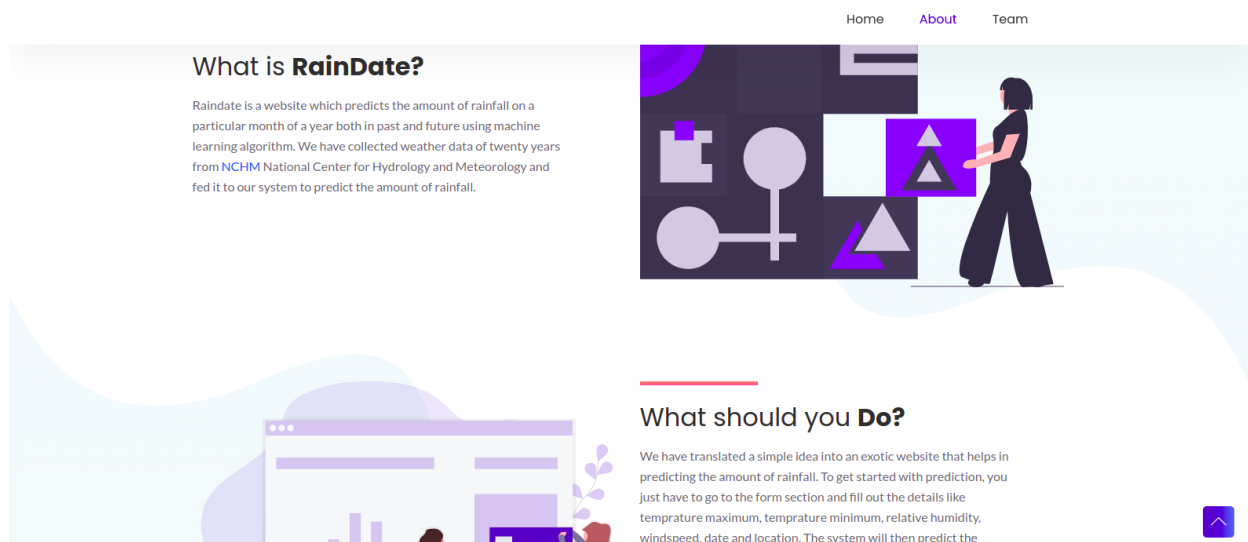 Home About Team
What is RainDate?
Raindate is a website which predicts the amount of rainfall on a
particular month of a year both in past and future using machine
learning algorithm. We have collected weather data of twenty years
from NCHM National Center for Hydrology and Meteorology and
fed it to our system to predict the amount of rainfall.
What should you Do?
We have translated a simple idea into an exotic website that helps in
predicting the amount of rainfall. To get started with prediction, you
just have to go to the form section and fill out the details like
temprature maximum, temprature minimum, relative humidity,
windspeed, date and location. The system will then predict the